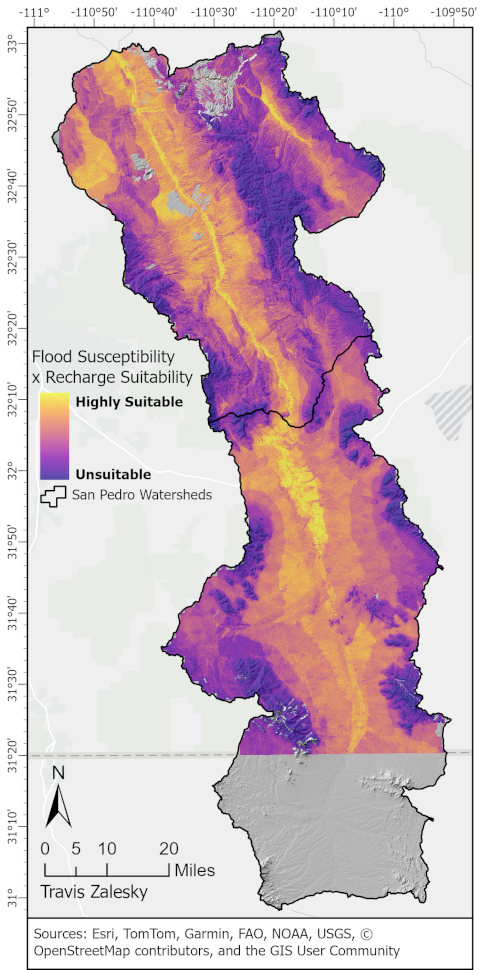 -111° -110°50' -110°30' -110°20' -110°10' -110° -109°50'
33°
32°50'
32°40'
32°30'
32°20'
32°10'
32°
31°50'
31°40'
31°30'
31°20'
31°10'
31°
Flood Susceptibility
x Recharge Suitability
Highly Suitable
Unsuitable
San Pedro Watersheds
N
0 5 10 20
Miles
Travis Zalesky
Sources: Esri, TomTom, Garmin, FAO, NOAA, USGS, ©
OpenStreetMap contributors, and the GIS User Community